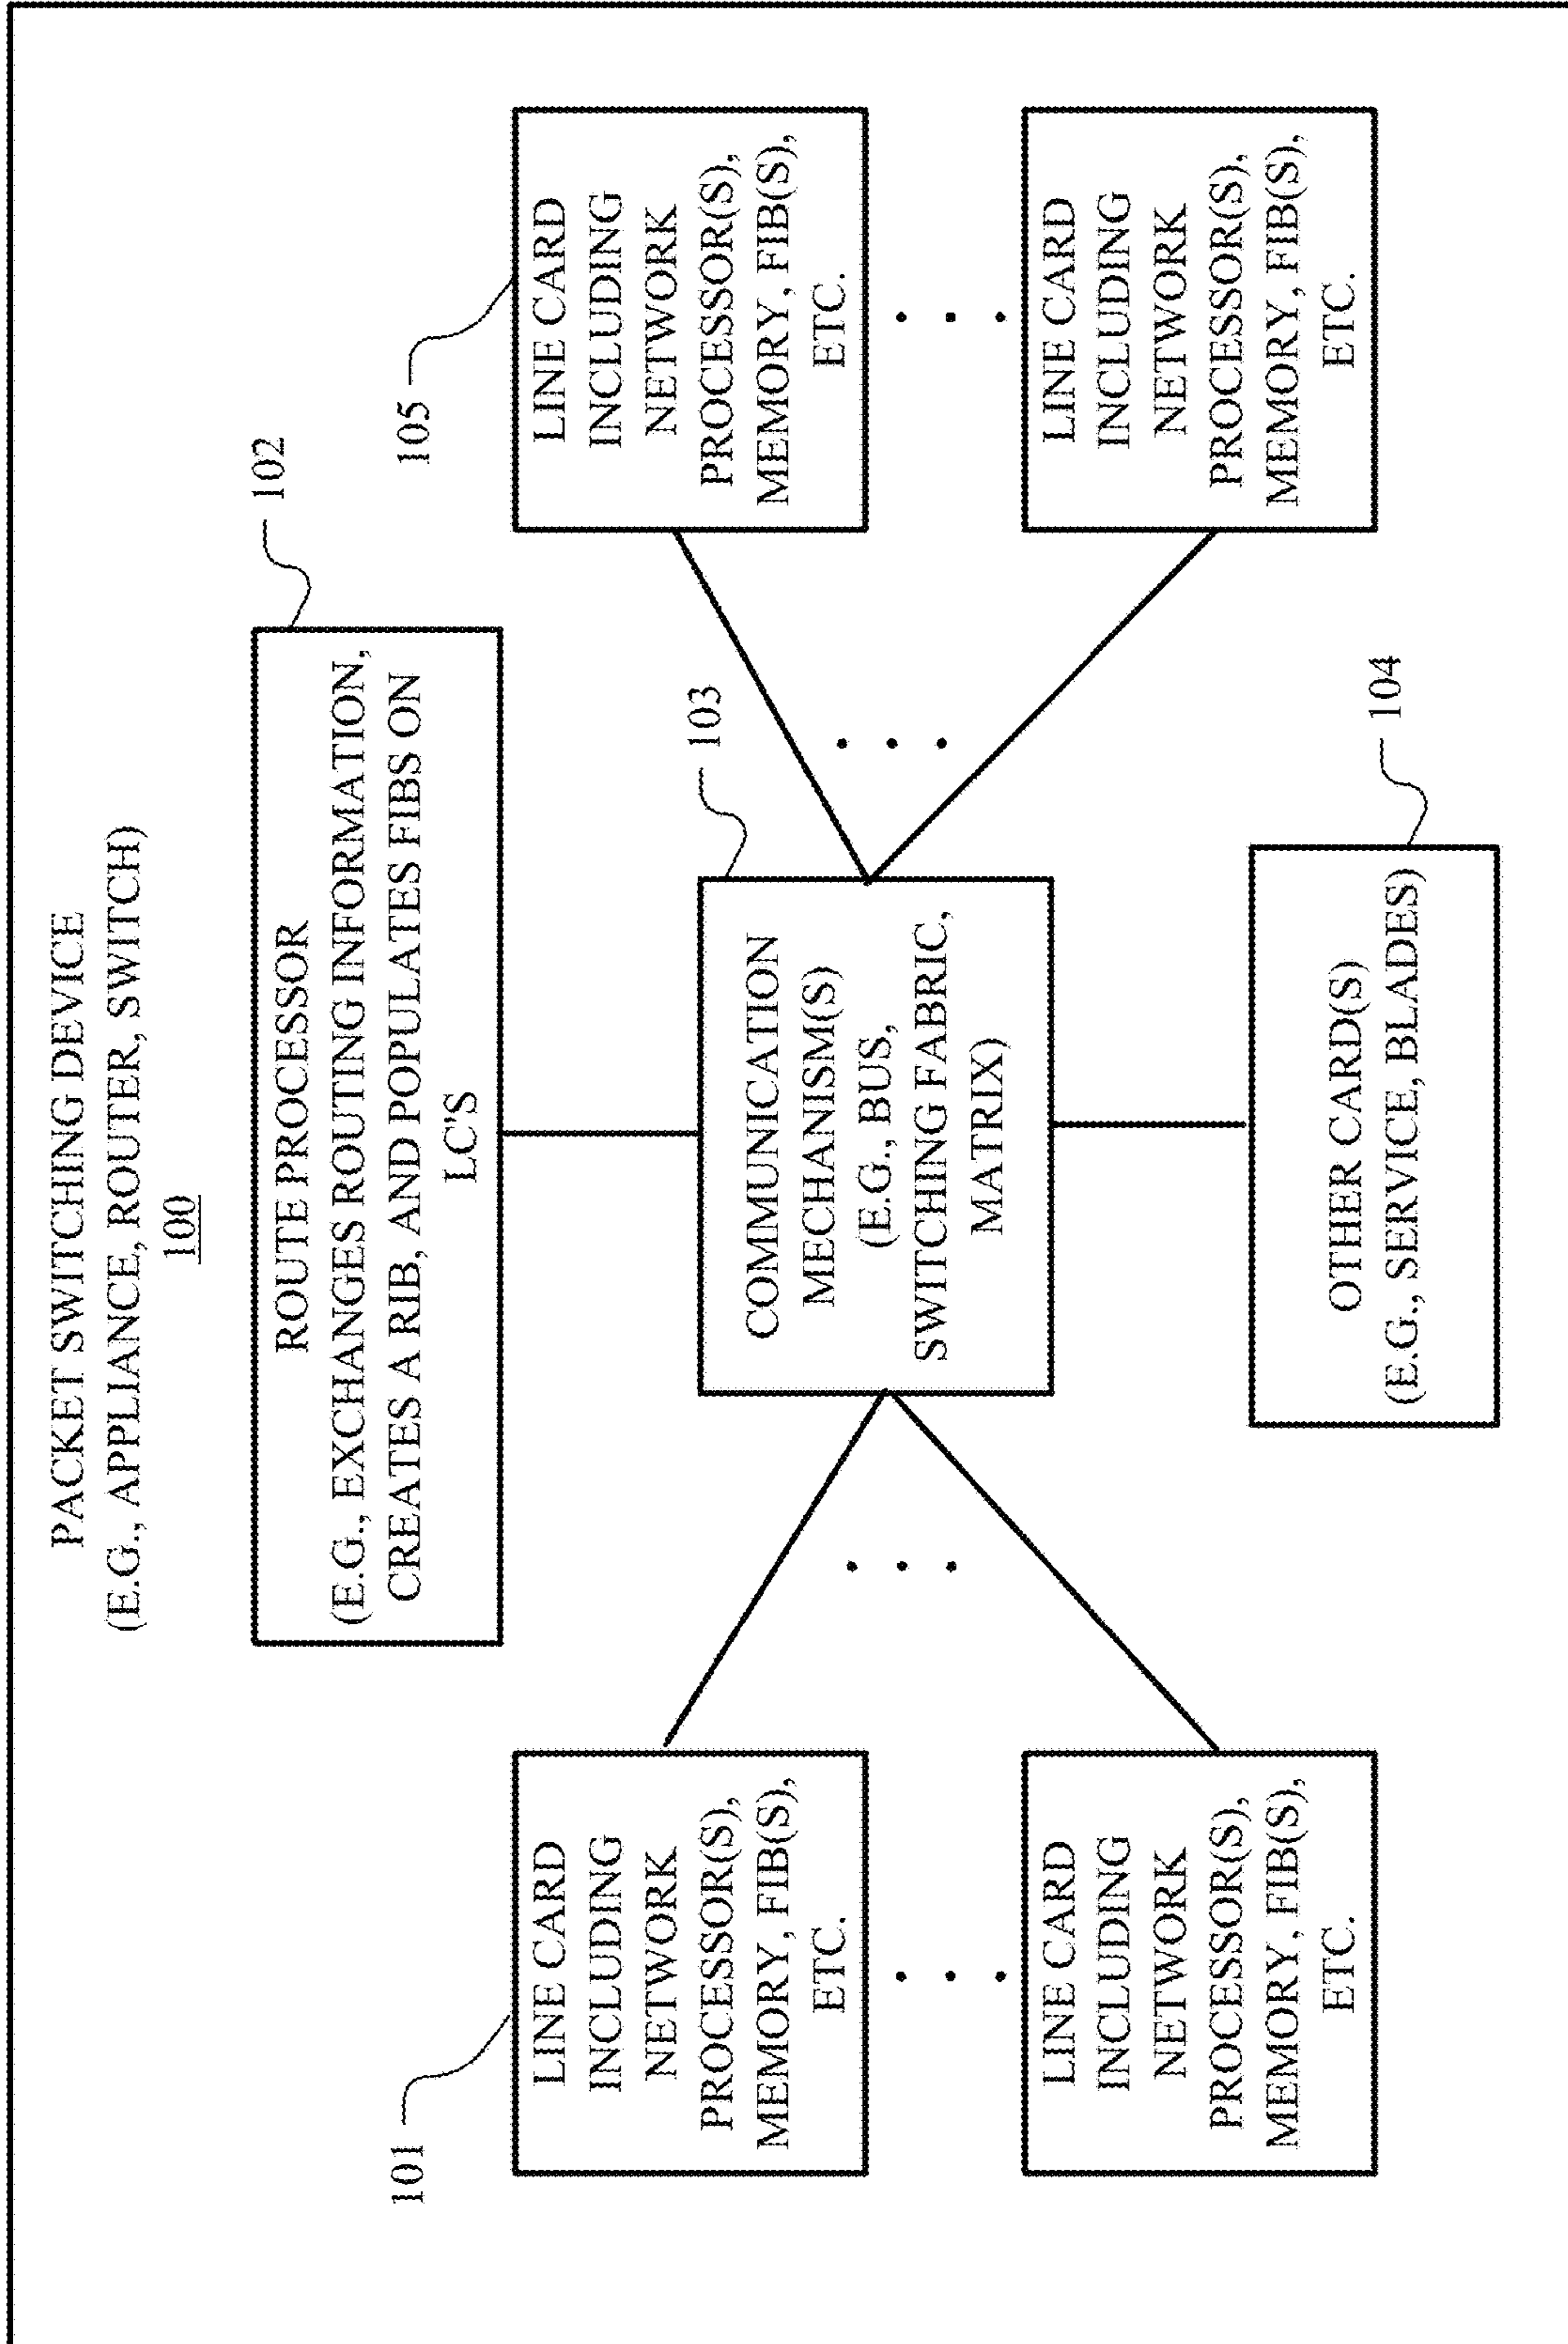 PACKET SWITCHING DEVICE
(E.G., APPLIANCE, ROUTER, SWITCH)
100
102
ROUTE PROCESSOR
(E.G., EXCHANGES ROUTING INFORMATION,
CREATES A RIB, AND POPULATES FIBS ON
LC'S
101
LINE CARD
INCLUDING
NETWORK
PROCESSOR(S),
MEMORY, FIB(S),
ETC.
103
COMMUNICATION
MECHANISM(S)
(E.G., BUS,
SWITCHING FABRIC,
MATRIX)
105
LINE CARD
INCLUDING
NETWORK
PROCESSOR(S),
MEMORY, FIB(S),
ETC.
LINE CARD
INCLUDING
NETWORK
PROCESSOR(S),
MEMORY, FIB(S),
ETC.
104
OTHER CARD(S)
(E.G., SERVICE, BLADES)
LINE CARD
INCLUDING
NETWORK
PROCESSOR(S),
MEMORY, FIB(S),
ETC.